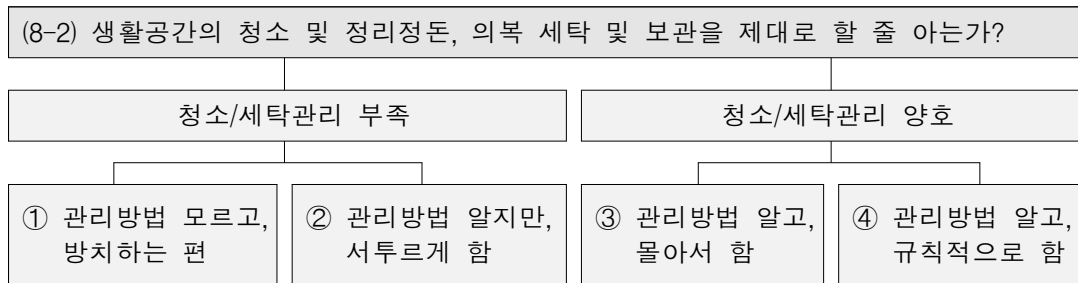 (8-2) 생활공간의 청소 및 정리정돈, 의복 세탁 및 보관을 제대로 할 줄 아는가?
청소/세탁관리 부족
청소/세탁관리 양호
① 관리방법 모르고,
방치하는 편
② 관리방법 알지만,
서투르게 함
③ 관리방법 알고,
몰아서 함
④ 관리방법 알고,
규칙적으로 함